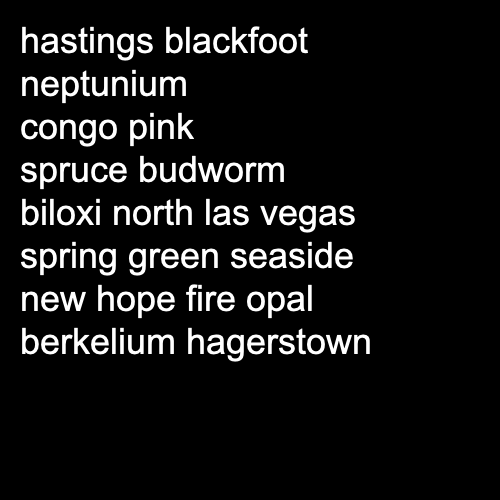 hastings blackfoot
neptunium
congo pink
spruce budworm
biloxi north las vegas
spring green seaside
new hope fire opal
berkelium hagerstown